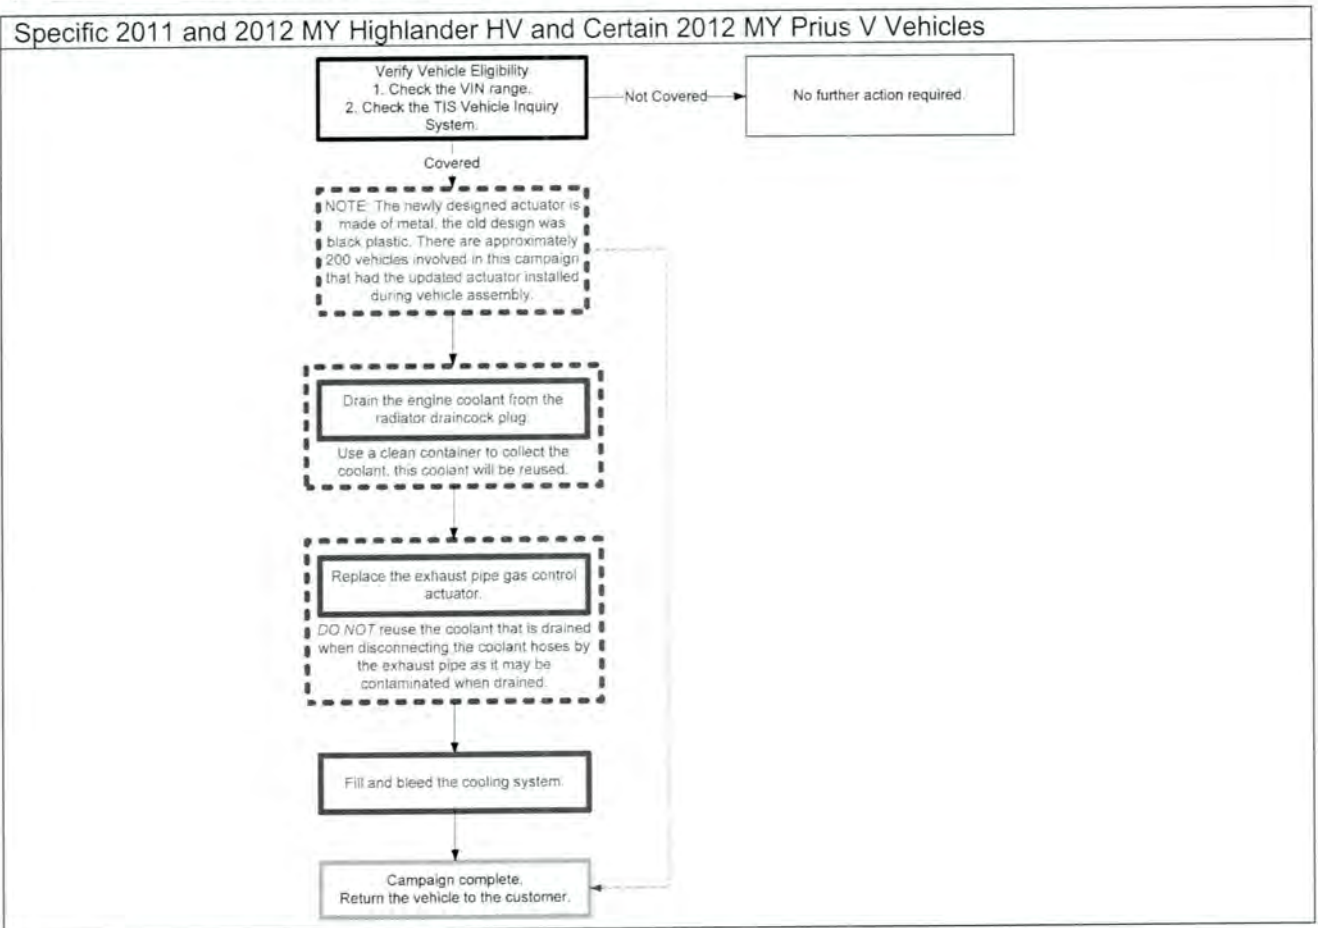 Specific 2011 and 2012 MY Highlander HV and Certain 2012 MY Prius V Vehicles
Verify Vehicle Eligibility
1. Check the VIN range.
2. Check the TIS Vehicle Inquiry
System.
Not Covered
No further action required.
Covered
NOTE: The newly designed actuator is
made of metal, the old design was
black plastic. There are approximately
200 vehicles involved in this campaign
that had the updated actuator installed
during vehicle assembly.
Drain the engine coolant from the
radiator draincock plug.
Use a clean container to collect the
coolant, this coolant will be reused.
Replace the exhaust pipe gas control
actuator.
DO NOT reuse the coolant that is drained
when disconnecting the coolant hoses by
the exhaust pipe as it may be
contaminated when drained.
Fill and bleed the cooling system.
Campaign complete.
Return the vehicle to the customer.